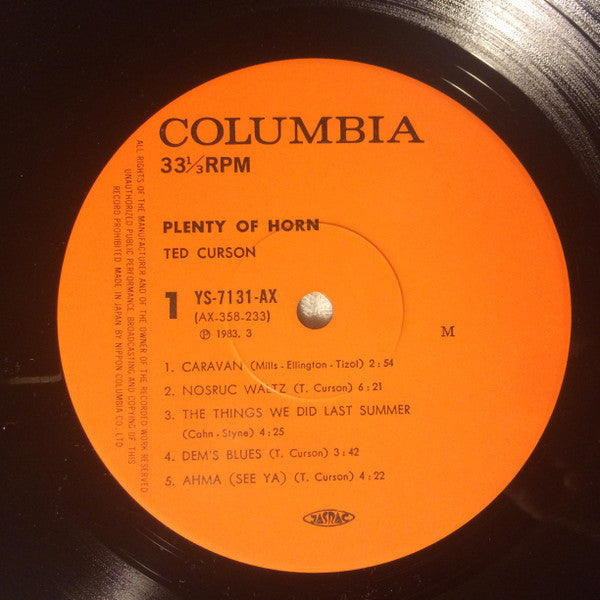 COLUMBIA
33⅓RPM
PLENTY OF HORN
TED CURSON
1 YS-7131-AX
(AX-358-233)
℗ 1983. 3
M
1. CARAVAN (Mills - Ellington - Tizol) 2 : 54
2. NOSRUC WALTZ (T. Curson) 6 : 21
3. THE THINGS WE DID LAST SUMMER
(Cahn - Styne) 4 : 25
4. DEM'S BLUES (T. Curson) 3 : 42
5. AHMA (SEE YA) (T. Curson) 4 : 22
JASRAC
ALL RIGHTS OF THE MANUFACTURER AND OF THE OWNER OF THE RECORDED WORK RESERVED
UNAUTHORIZED PUBLIC PERFORMANCE BROADCASTING AND COPYING OF THIS
RECORD PROHIBITED MADE IN JAPAN BY NIPPON COLUMBIA CO., LTD.